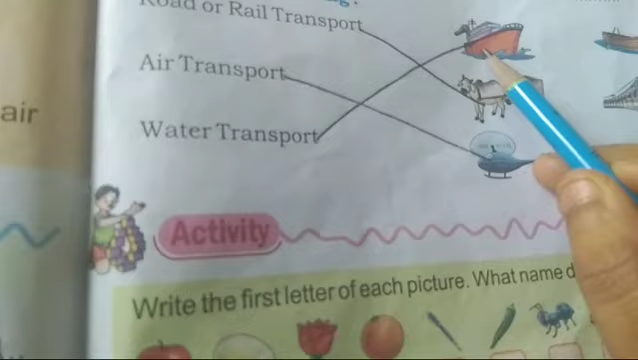 Road or Rail Transport
Air Transport
air
Water Transport
Activity
Write the first letter of each picture. What name